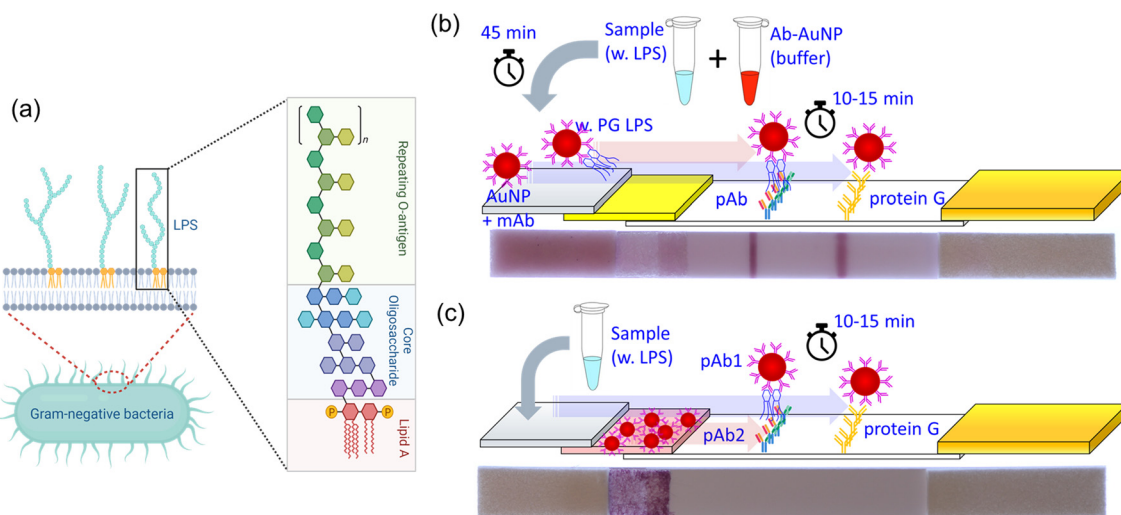 (a)
LPS
Gram-negative bacteria
n
Repeating O-antigen
Core
Oligosaccharide
P
P
Lipid A
(b)
45 min
Sample
(w. LPS)
+
Ab-AuNP
(buffer)
10-15 min
w. PG LPS
AuNP
+ mAb
pAb
protein G
(c)
Sample
(w. LPS)
10-15 min
pAb1
pAb2
protein G